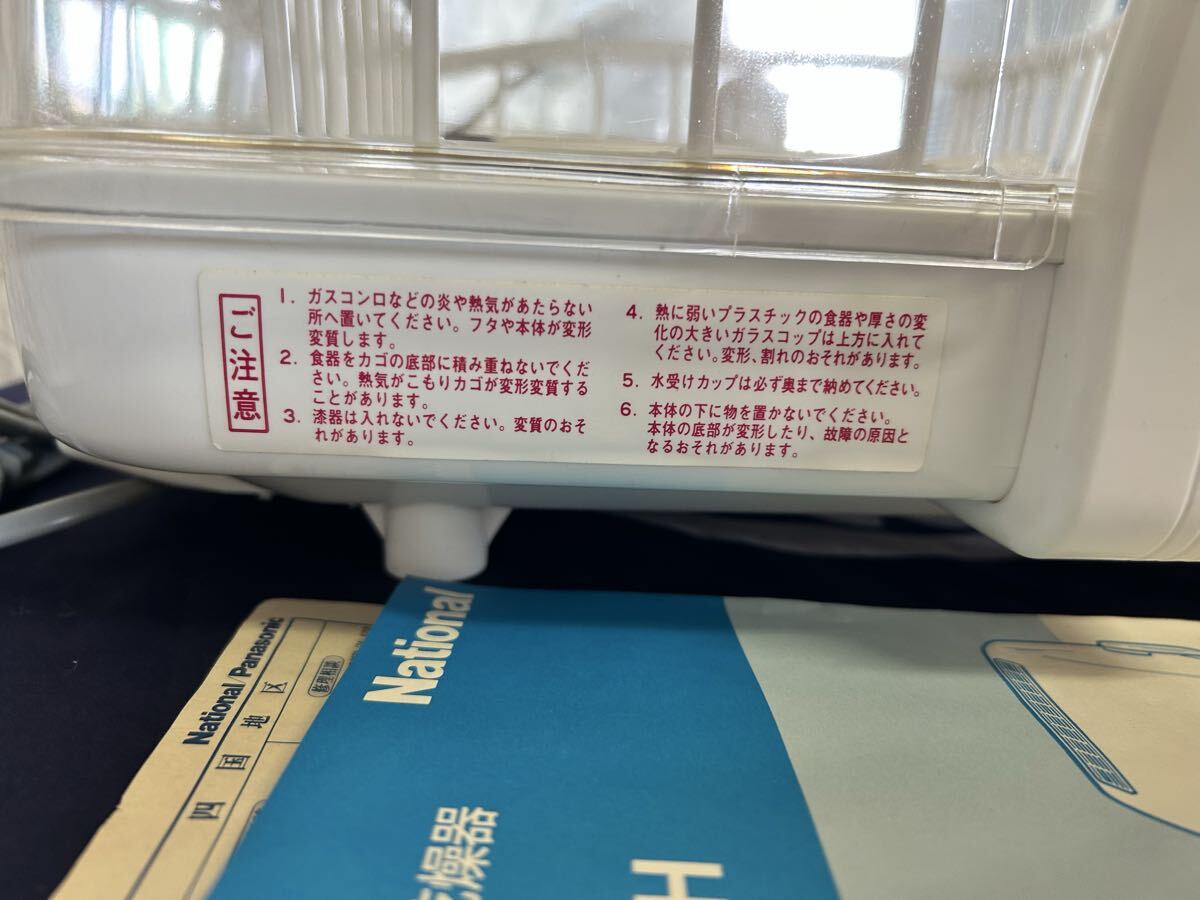 ご注意
1. ガスコンロなどの炎や熱気があたらない
所へ置いてください。フタや本体が変形
変質します。
2. 食器をカゴの底部に積み重ねないでくだ
さい。熱気がこもりカゴが変形変質する
ことがあります。
3. 漆器は入れないでください。変質のおそ
れがあります。
4. 熱に弱いプラスチックの食器や厚さの変
化の大きいガラスコップは上方に入れて
ください。変形、割れのおそれがあります。
5. 水受けカップは必ず奥まで納めてください。
6. 本体の下に物を置かないでください。
本体の底部が変形したり、故障の原因と
なるおそれがあります。
National/Panasonic
四国地区
修理相談
National
乾燥器
H